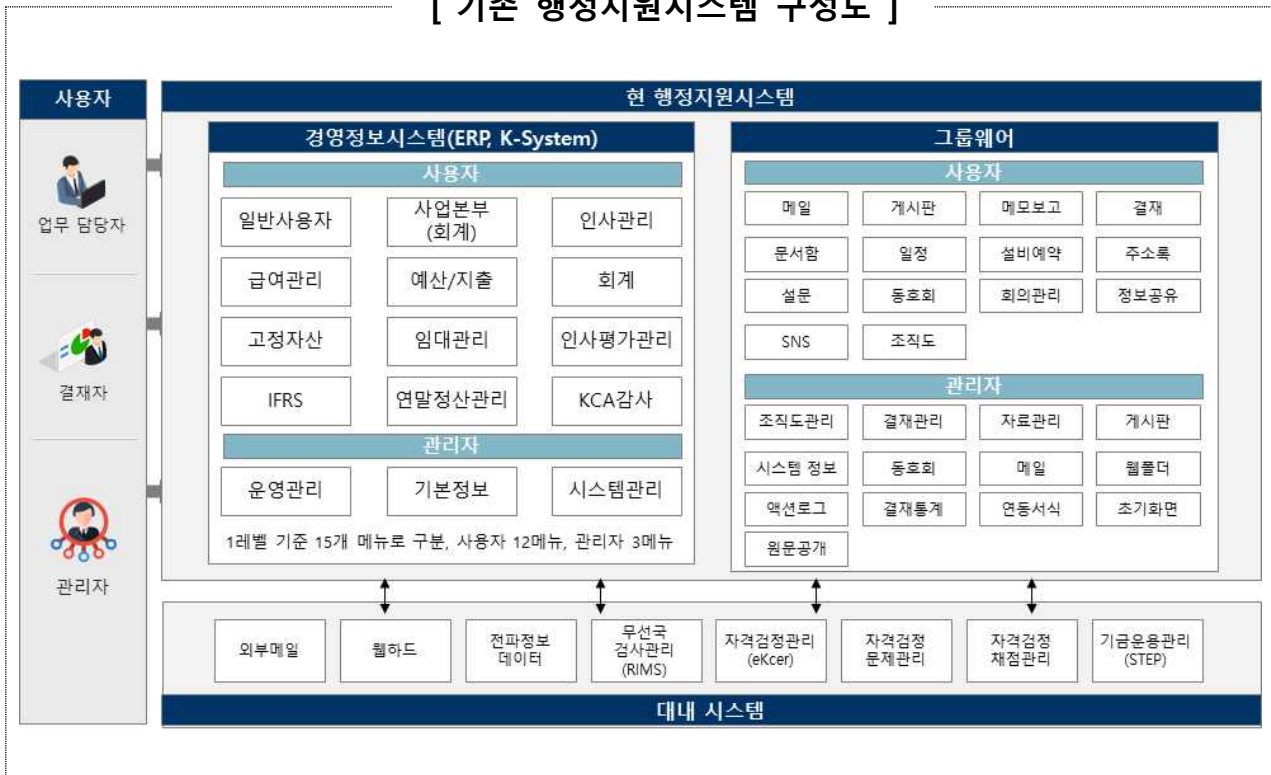 [ 기존 행정지원시스템 구성도 ]
사용자
업무 담당자
결재자
관리자
현 행정지원시스템
경영정보시스템(ERP, K-System)
사용자
일반사용자
사업본부
(회계)
인사관리
급여관리
예산/지출
회계
고정자산
임대관리
인사평가관리
IFRS
연말정산관리
KCA감사
관리자
운영관리
기본정보
시스템관리
1레벨 기준 15개 메뉴로 구분, 사용자 12메뉴, 관리자 3메뉴
그룹웨어
사용자
메일
게시판
메모보고
결재
문서함
일정
설비예약
주소록
설문
동호회
회의관리
정보공유
SNS
조직도
관리자
조직도관리
결재관리
자료관리
게시판
시스템 정보
동호회
메일
웹폴더
액션로그
결재통계
연동서식
초기화면
원문공개
외부메일
웹하드
전파정보
데이터
무선국
검사관리
(RIMS)
자격검정관리
(eKcer)
자격검정
문제관리
자격검정
채점관리
기금운용관리
(STEP)
대내 시스템